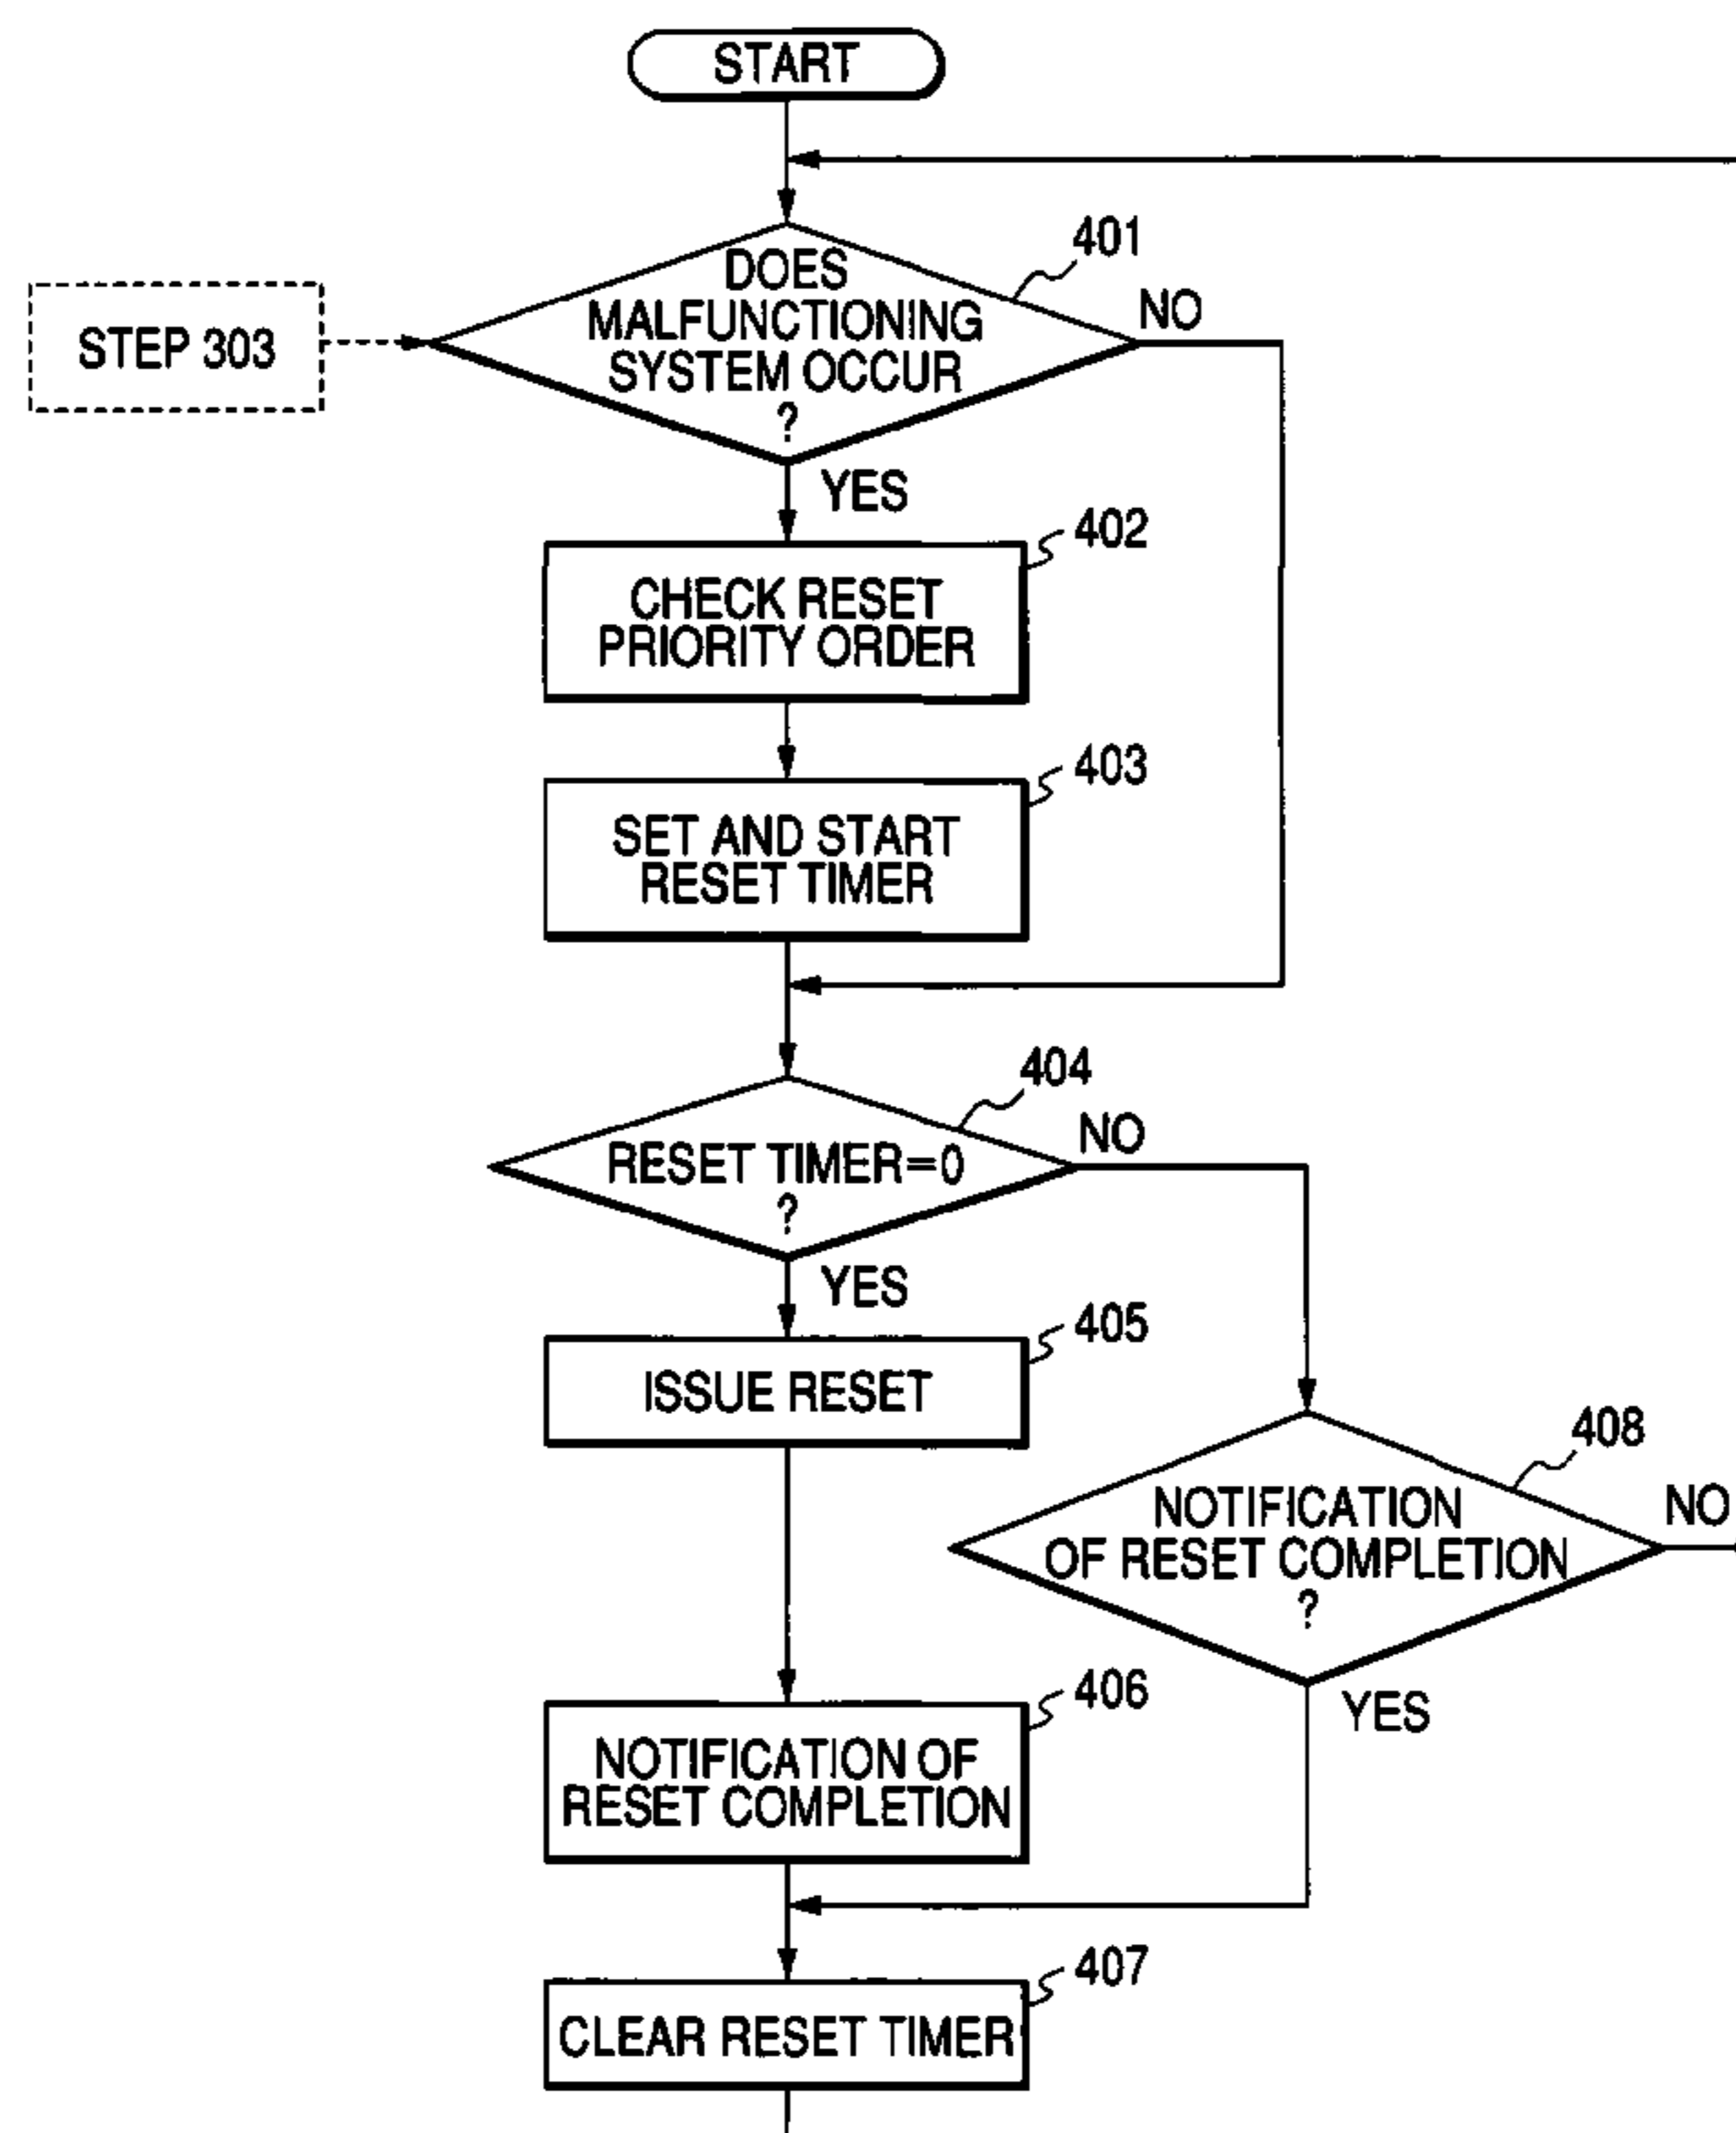 START
401
DOES
MALFUNCTIONING
SYSTEM OCCUR
?
NO
STEP 303
YES
402
CHECK RESET
PRIORITY ORDER
403
SET AND START
RESET TIMER
404
RESET TIMER=0
?
NO
YES
405
ISSUE RESET
408
NOTIFICATION
OF RESET COMPLETION
?
NO
YES
406
NOTIFICATION OF
RESET COMPLETION
407
CLEAR RESET TIMER